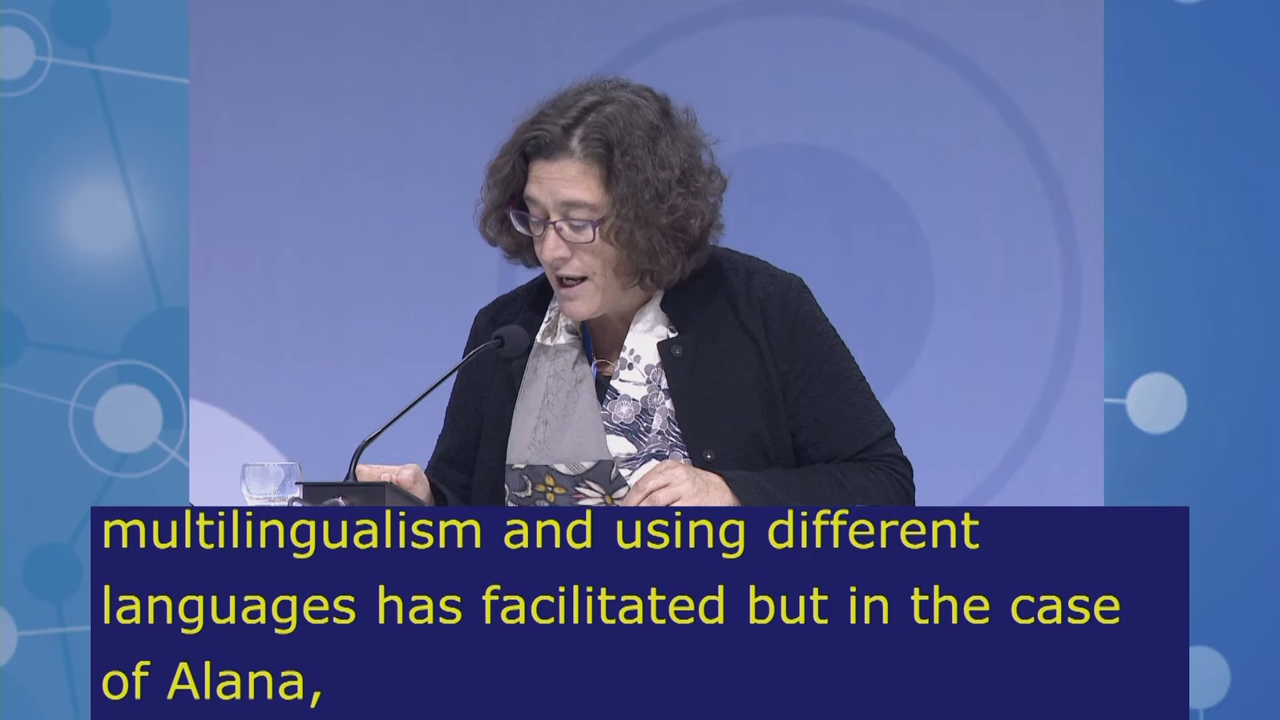 multilingualism and using different
languages has facilitated but in the case
of Alana,